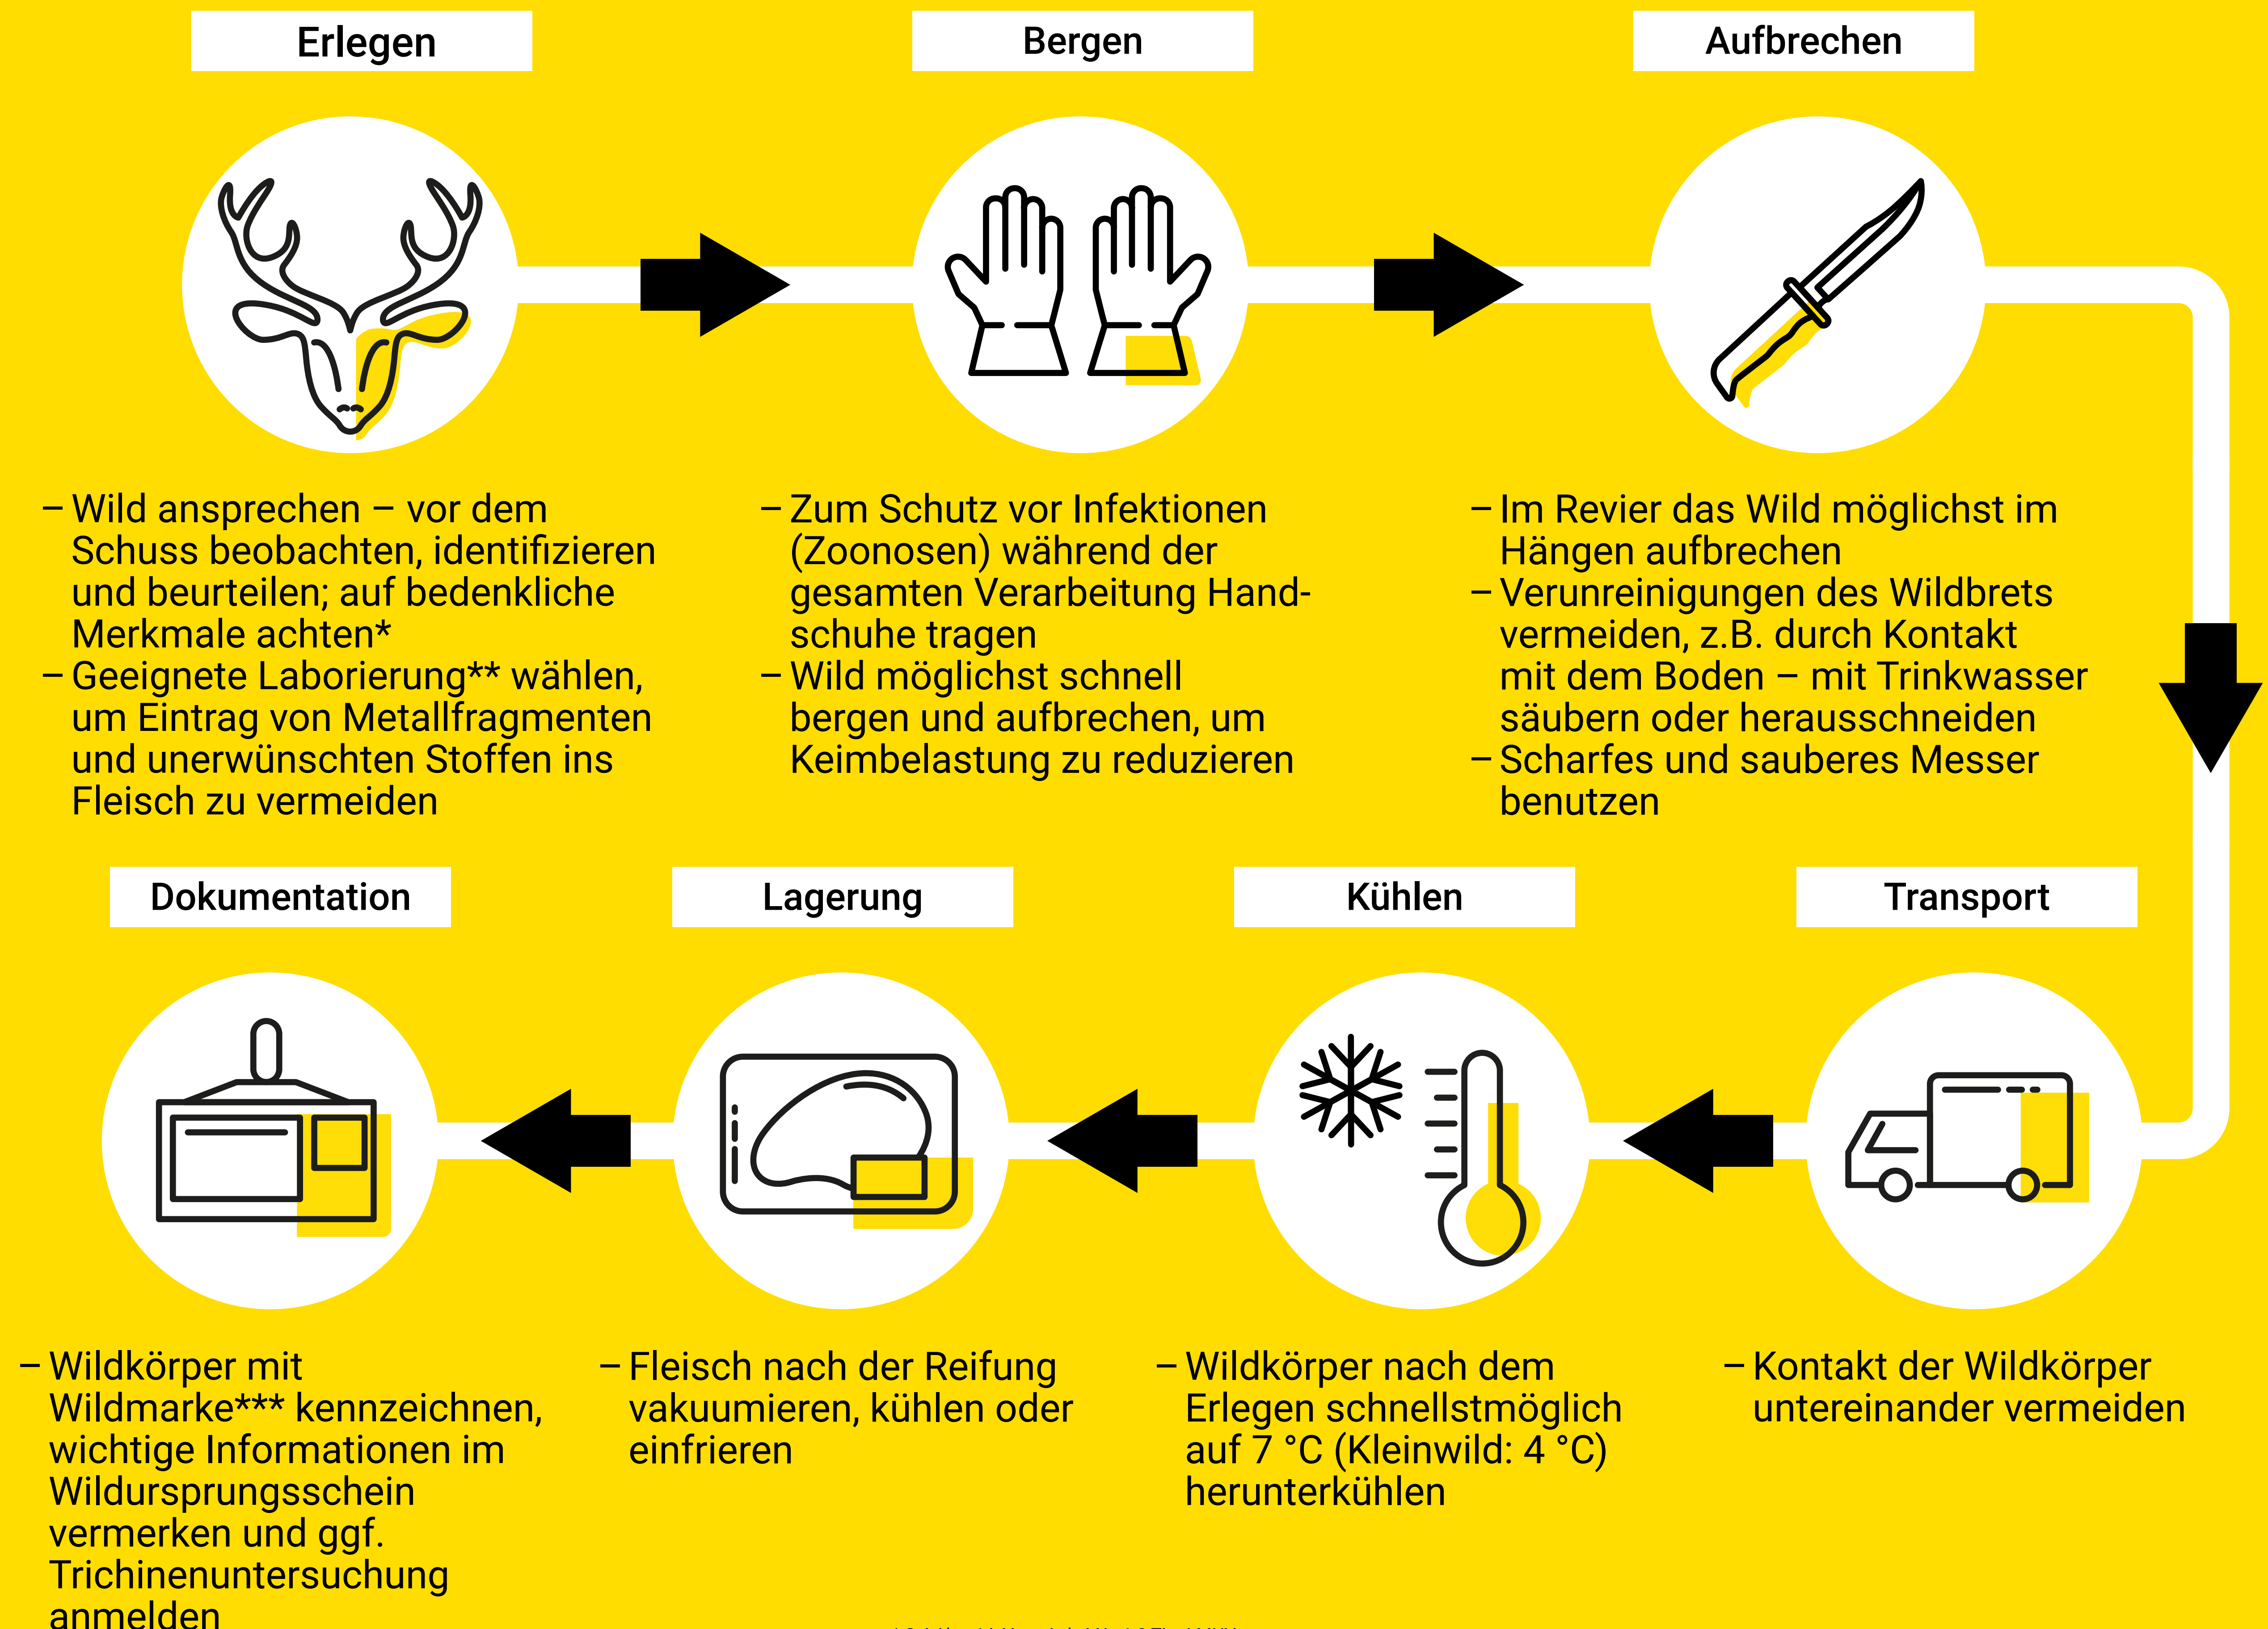 Erlegen
– Wild ansprechen – vor dem
Schuss beobachten, identifizieren
und beurteilen; auf bedenkliche
Merkmale achten*
– Geeignete Laborierung** wählen,
um Eintrag von Metallfragmenten
und unerwünschten Stoffen ins
Fleisch zu vermeiden
Bergen
– Zum Schutz vor Infektionen
(Zoonosen) während der
gesamten Verarbeitung Hand-
schuhe tragen
– Wild möglichst schnell
bergen und aufbrechen, um
Keimbelastung zu reduzieren
Aufbrechen
– Im Revier das Wild möglichst im
Hängen aufbrechen
– Verunreinigungen des Wildbrets
vermeiden, z.B. durch Kontakt
mit dem Boden – mit Trinkwasser
säubern oder herausschneiden
– Scharfes und sauberes Messer
benutzen
Transport
– Kontakt der Wildkörper
untereinander vermeiden
Kühlen
– Wildkörper nach dem
Erlegen schnellstmöglich
auf 7 °C (Kleinwild: 4 °C)
herunterkühlen
Lagerung
– Fleisch nach der Reifung
vakuumieren, kühlen oder
einfrieren
Dokumentation
– Wildkörper mit
Wildmarke*** kennzeichnen,
wichtige Informationen im
Wildursprungsschein
vermerken und ggf.
Trichinenuntersuchung
anmelden